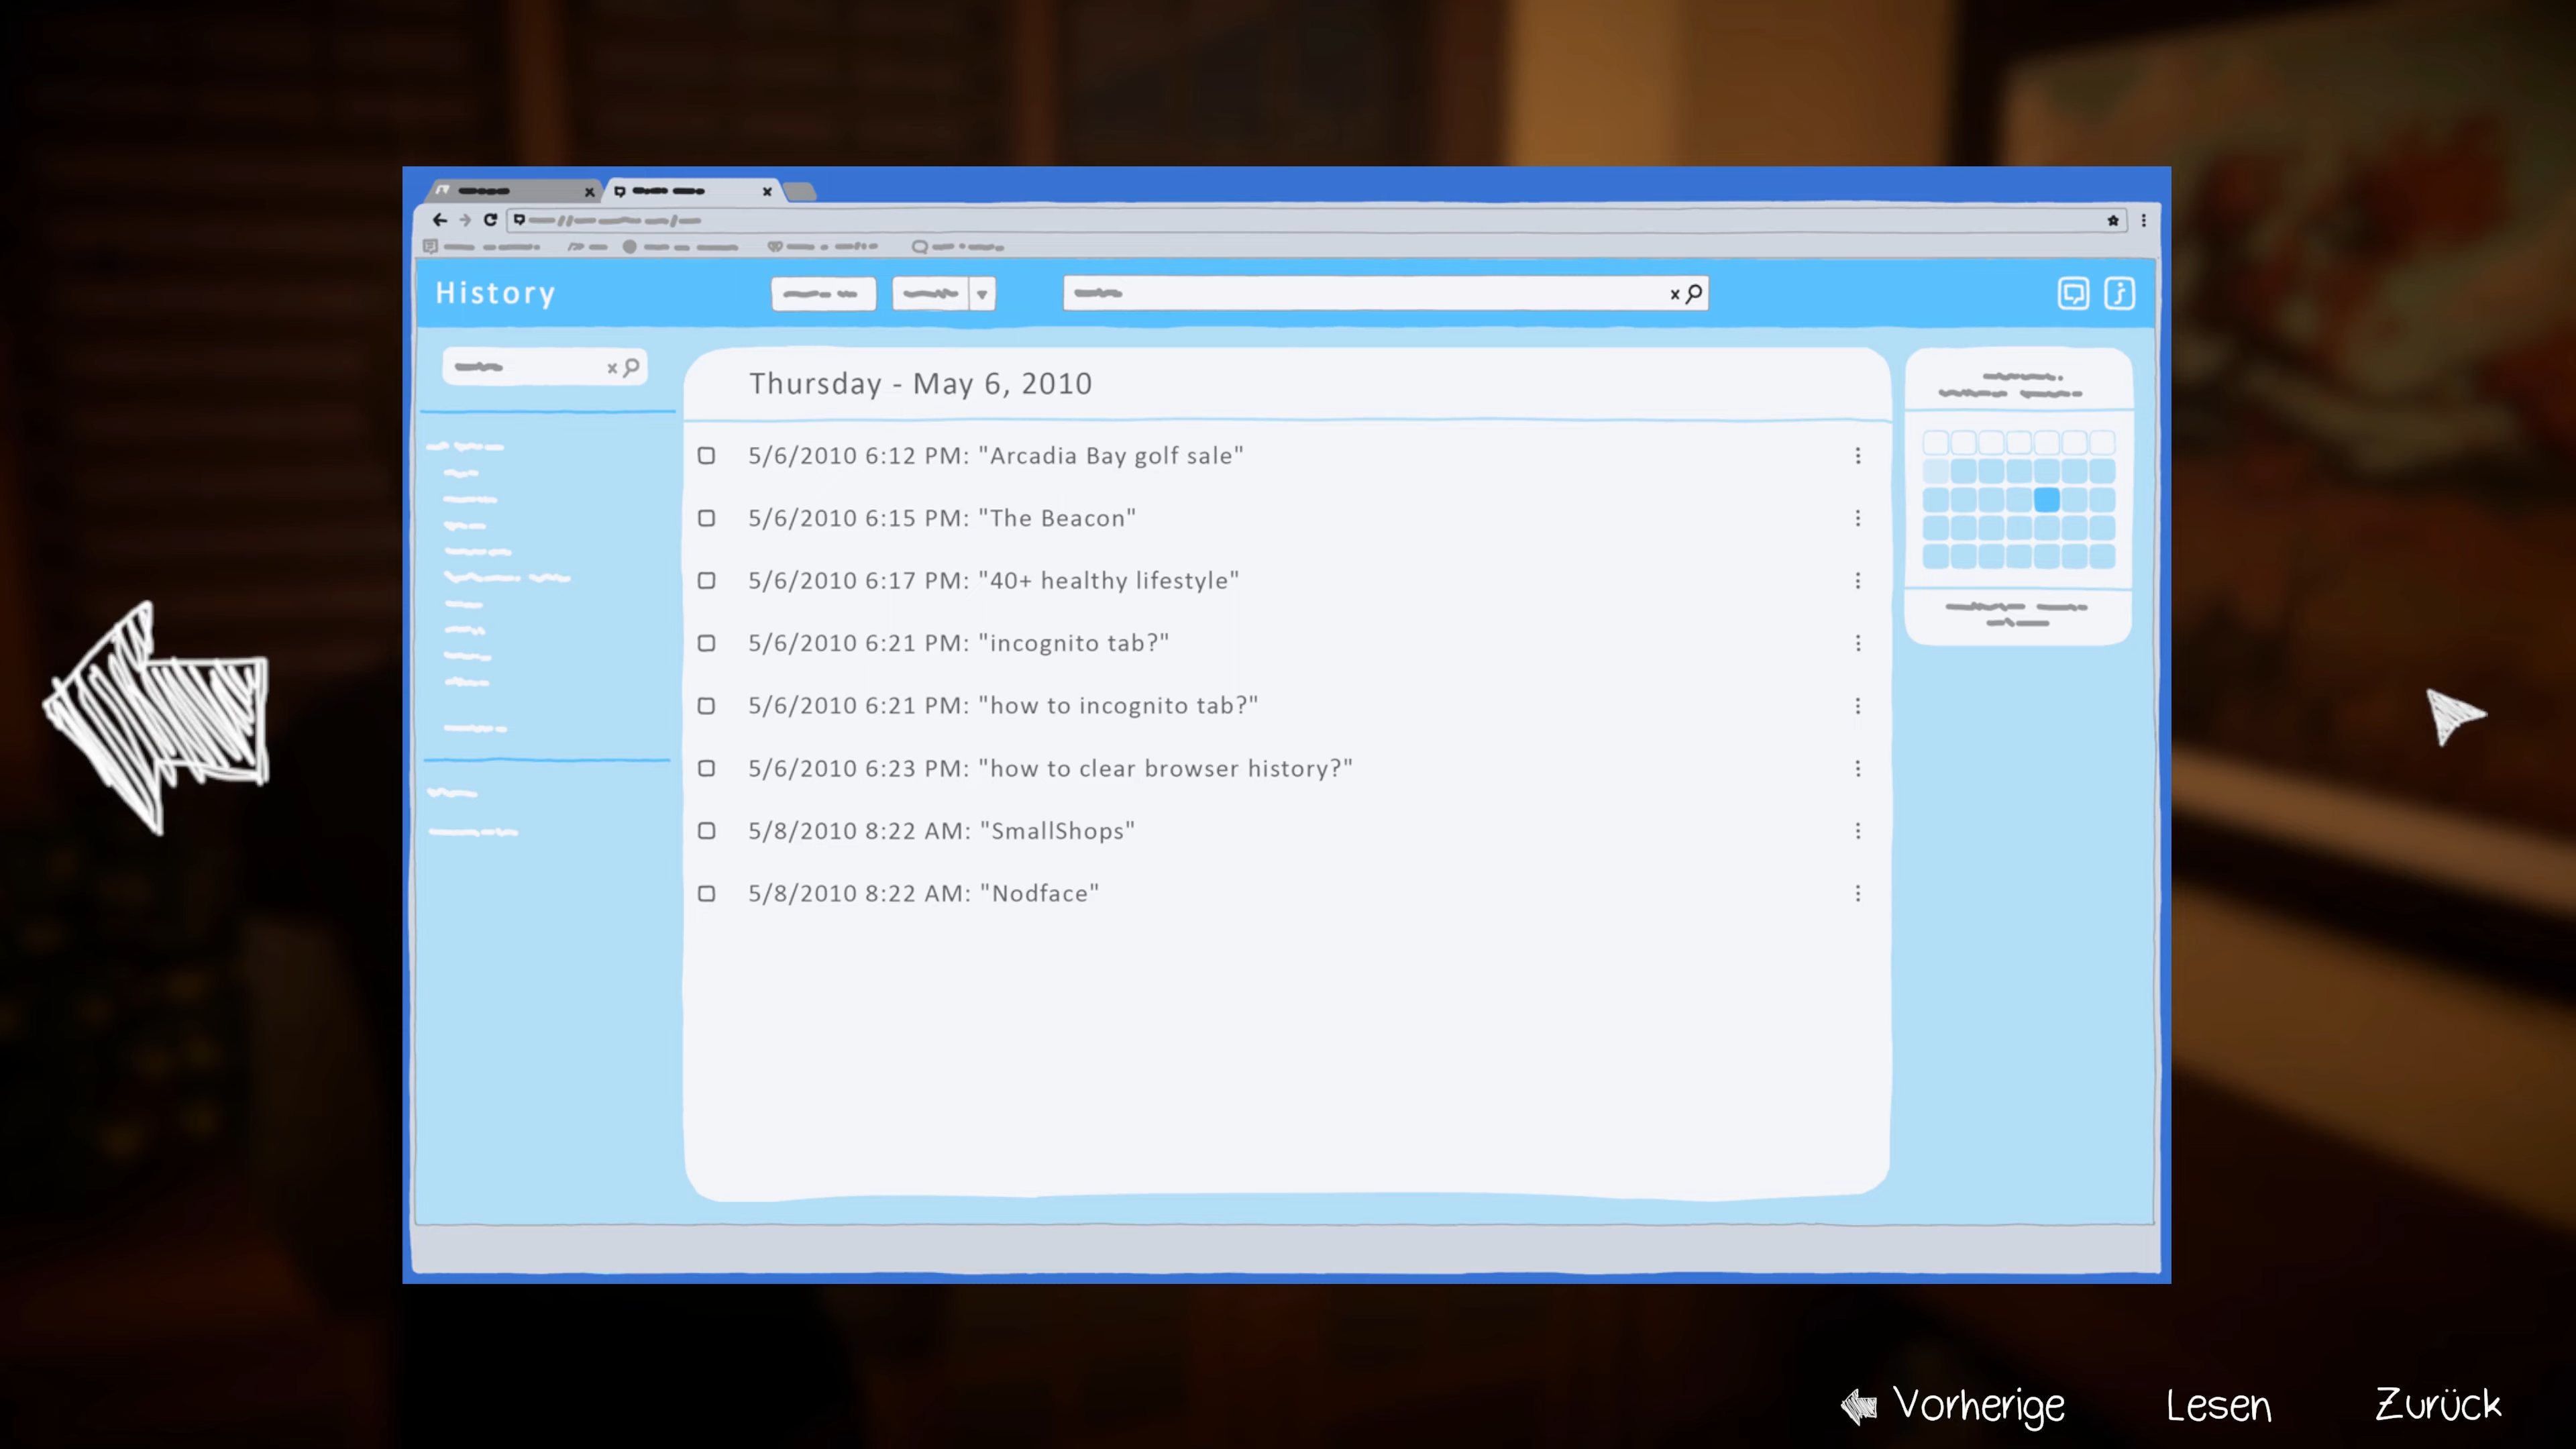 History
Thursday - May 6, 2010
5/6/2010 6:12 PM: "Arcadia Bay golf sale"
5/6/2010 6:15 PM: "The Beacon"
5/6/2010 6:17 PM: "40+ healthy lifestyle"
5/6/2010 6:21 PM: "incognito tab?"
5/6/2010 6:21 PM: "how to incognito tab?"
5/6/2010 6:23 PM: "how to clear browser history?"
5/8/2010 8:22 AM: "SmallShops"
5/8/2010 8:22 AM: "Nodface"
Vorherige Lesen Zurück